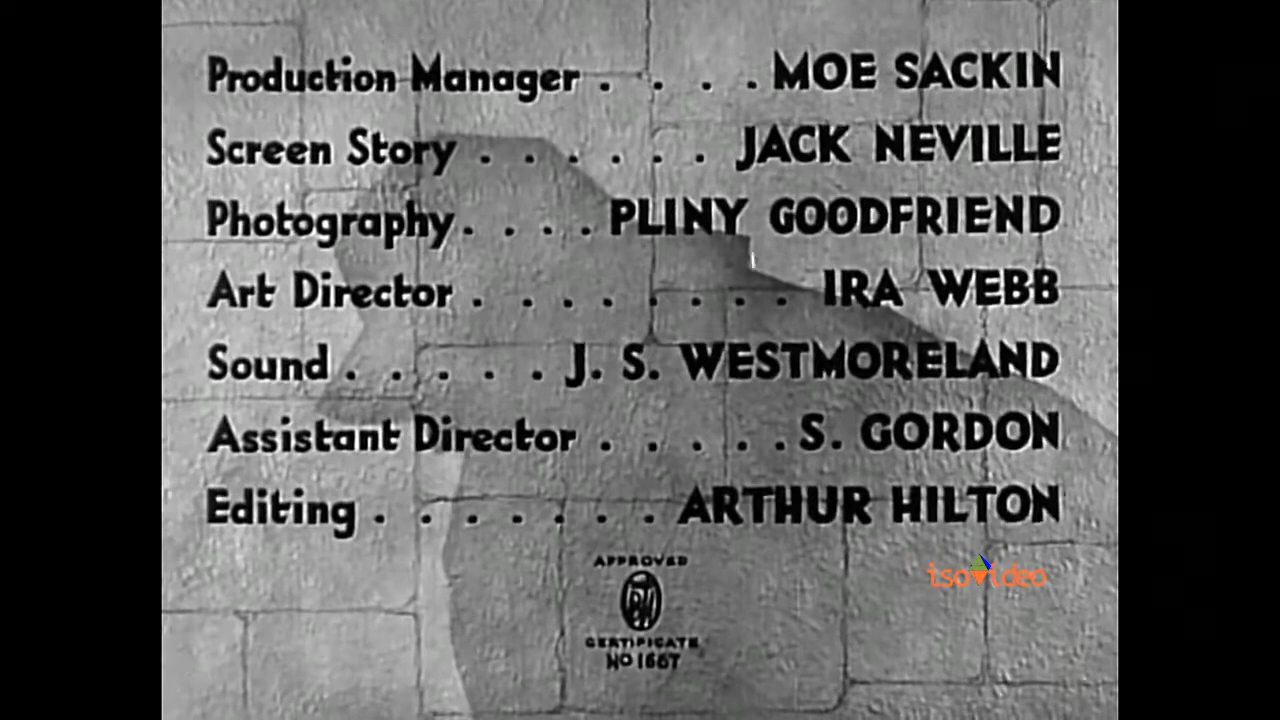 Production Manager . . . . MOE SACKIN
Screen Story . . . . . . JACK NEVILLE
Photography . . . . PLINY GOODFRIEND
Art Director . . . . . . . . IRA WEBB
Sound . . . . . J. S. WESTMORELAND
Assistant Director . . . . . S. GORDON
Editing . . . . . . . ARTHUR HILTON
APPROVED
CERTIFICATE
NO 1667
isovideo